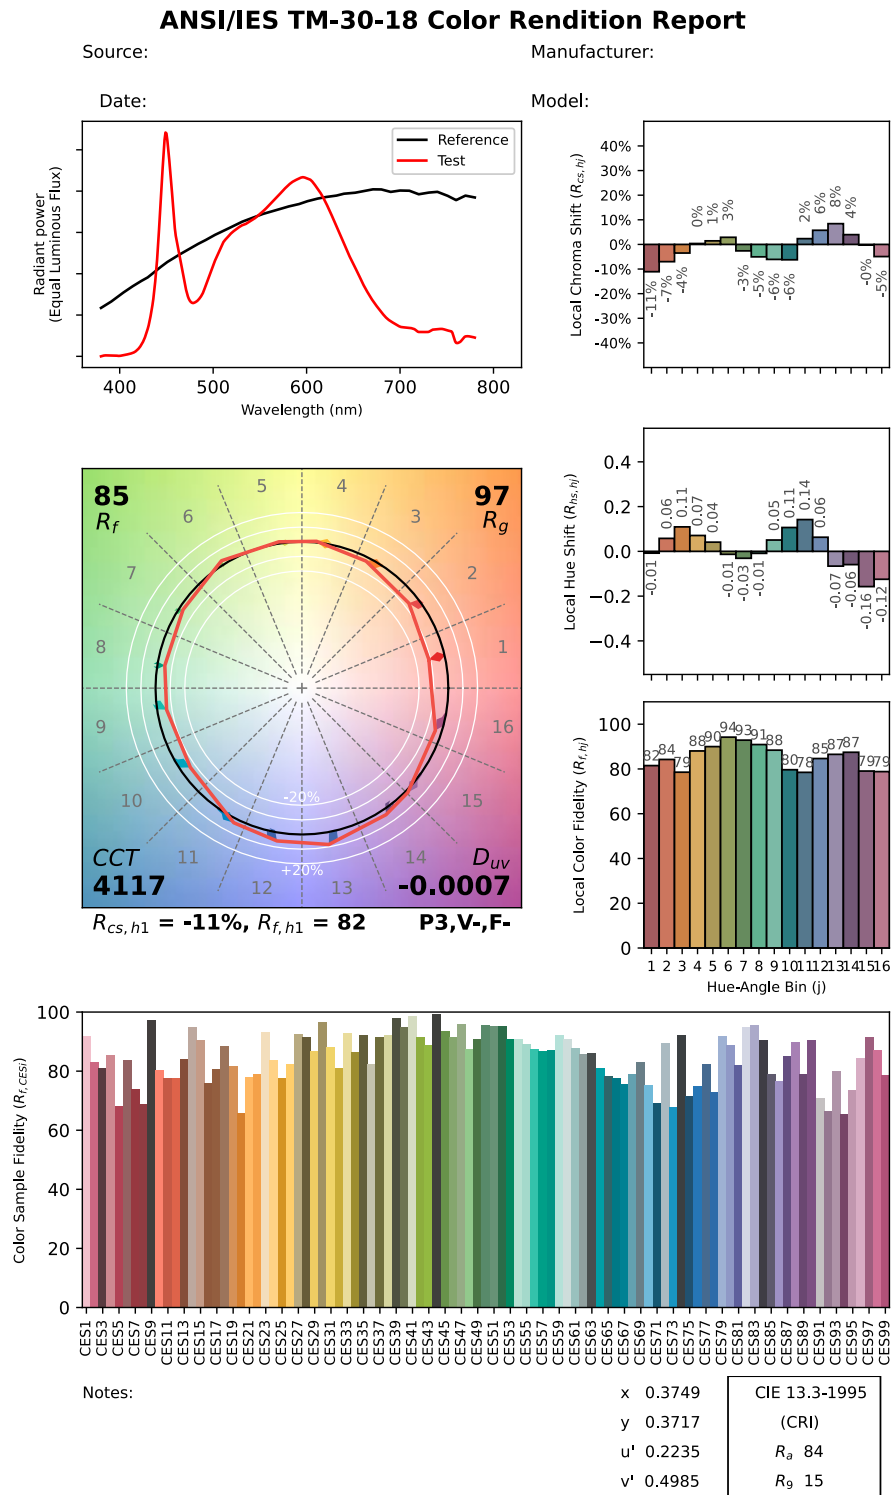 ANSI/IES TM-30-18 Color Rendition Report
Source: Manufacturer:
Date: Model:
Radiant power
(Equal Luminous Flux)
Reference
Test
400 500 600 700 800
Wavelength (nm)
Local Chroma Shift (Rcs,hj)
40%
30%
20%
10%
0%
-10%
-20%
-30%
-40%
-11% -7% -4% 0% 1% 3% -3% -5% -6% -6% 2% 6% 8% 4% -0% -5%
Local Hue Shift (Rhs,hj)
0.4
0.2
0.0
−0.2
−0.4
-0.01 0.06 0.11 0.07 0.04 -0.01 -0.03 -0.01 0.05 0.11 0.14 0.06 -0.07 -0.06 -0.16 -0.12
85
Rf
97
Rg
1 2 3 4 5 6 7 8 9 10 11 12 13 14 15 16
-20%
+20%
CCT
4117
Duv
-0.0007
Rcs,h1 = -11%, Rf,h1 = 82 P3,V-,F-
Local Color Fidelity (Rf,hj)
100
80
60
40
20
0
82 84 79 88 90 94 93 91 88 80 78 85 87 87 79 79
1 2 3 4 5 6 7 8 9 10 11 12 13 14 15 16
Hue-Angle Bin (j)
Color Sample Fidelity (Rf,CESi)
100
80
60
40
20
0
CES1 CES3 CES5 CES7 CES9 CES11 CES13 CES15 CES17 CES19 CES21 CES23 CES25 CES27 CES29 CES31 CES33 CES35 CES37 CES39 CES41 CES43 CES45 CES47 CES49 CES51 CES53 CES55 CES57 CES59 CES61 CES63 CES65 CES67 CES69 CES71 CES73 CES75 CES77 CES79 CES81 CES83 CES85 CES87 CES89 CES91 CES93 CES95 CES97 CES99
Notes:
x 0.3749
y 0.3717
u' 0.2235
v' 0.4985
CIE 13.3-1995
(CRI)
Ra 84
R9 15